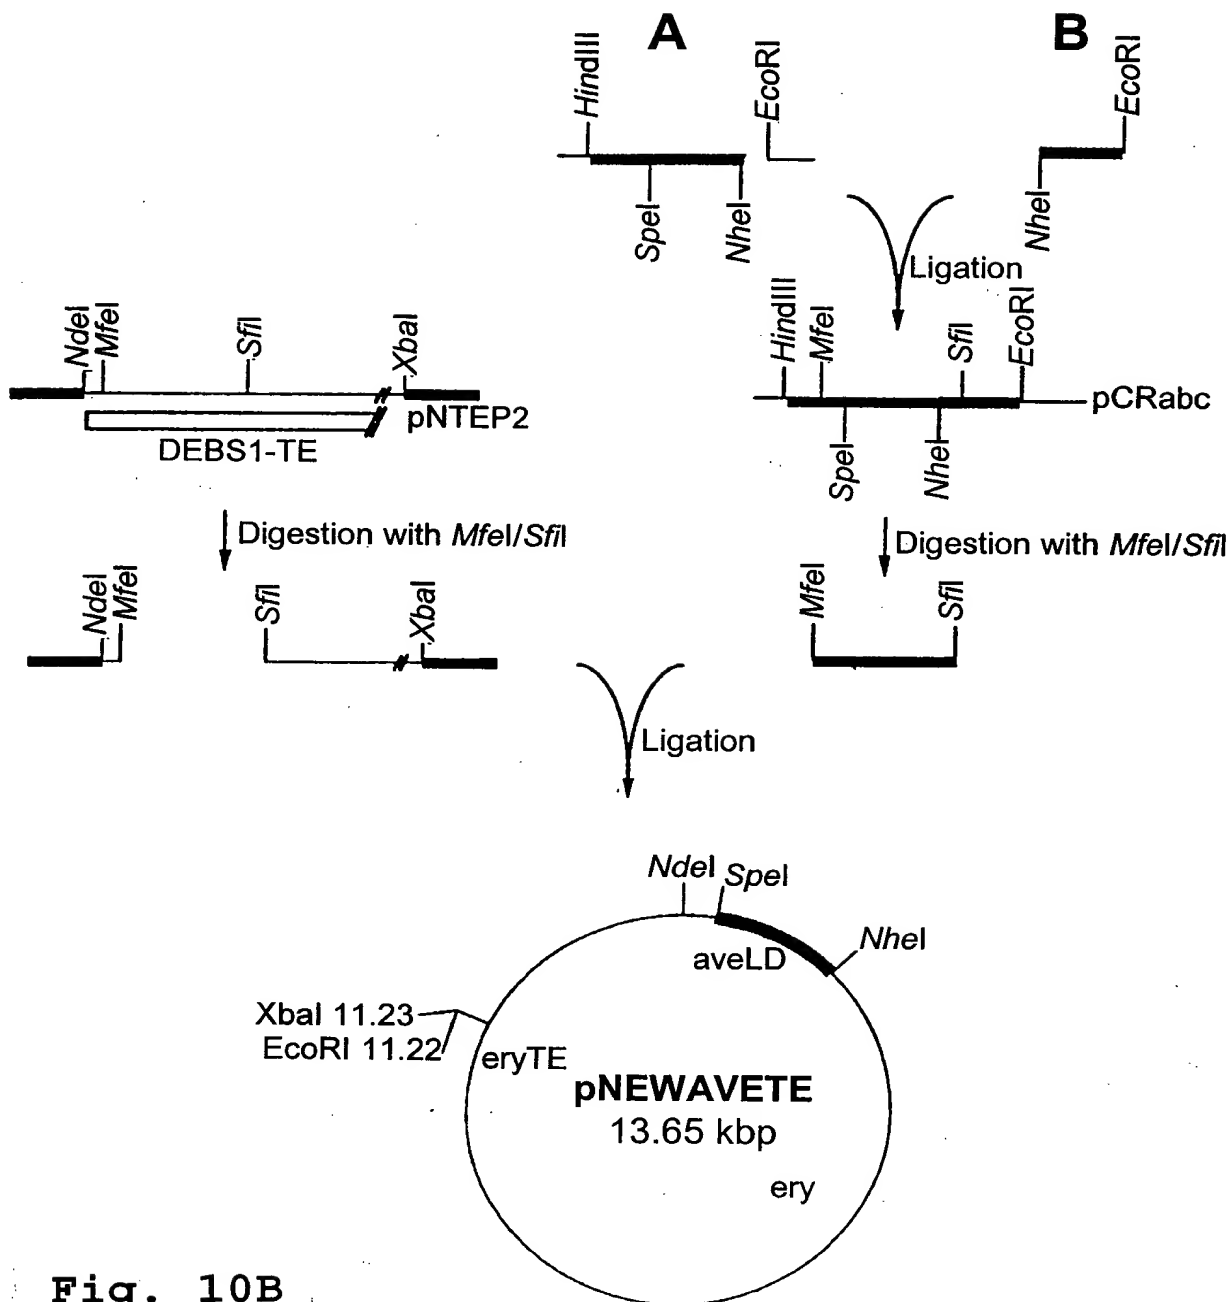 A
B
HindIII
EcoRI
SpeI
NheI
EcoRI
NheI
Ligation
NdeI
MfeI
SfiI
XbaI
pNTEP2
DEBS1-TE
HindIII
MfeI
SfiI
EcoRI
pCRabc
SpeI
NheI
Digestion with MfeI/SfiI
Digestion with MfeI/SfiI
NdeI
MfeI
SfiI
XbaI
MfeI
SfiI
Ligation
NdeI
SpeI
NheI
aveLD
XbaI 11.23
EcoRI 11.22
eryTE
pNEWAVETE
13.65 kbp
ery
Fig. 10B